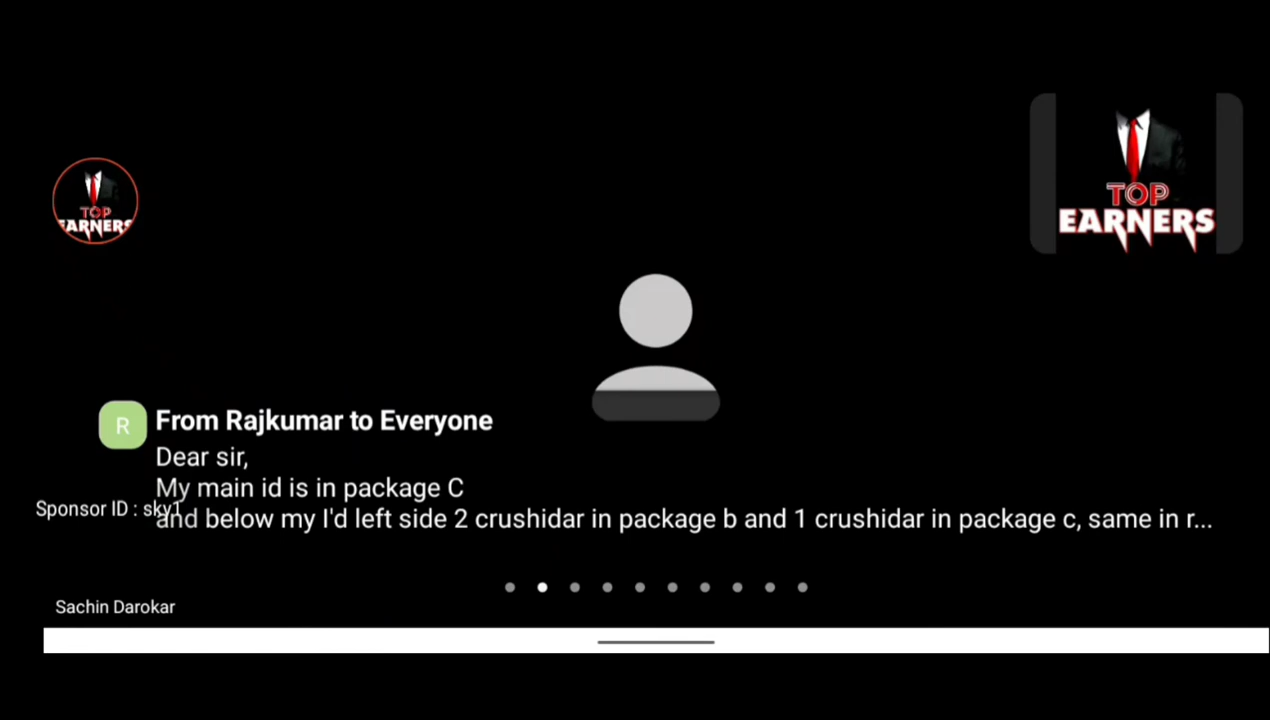 TOP
EARNERS
TOP
EARNERS
R
From Rajkumar to Everyone
Dear sir,
My main id is in package C
Sponsor ID : sky1
and below my I'd left side 2 crushidar in package b and 1 crushidar in package c, same in r...
Sachin Darokar